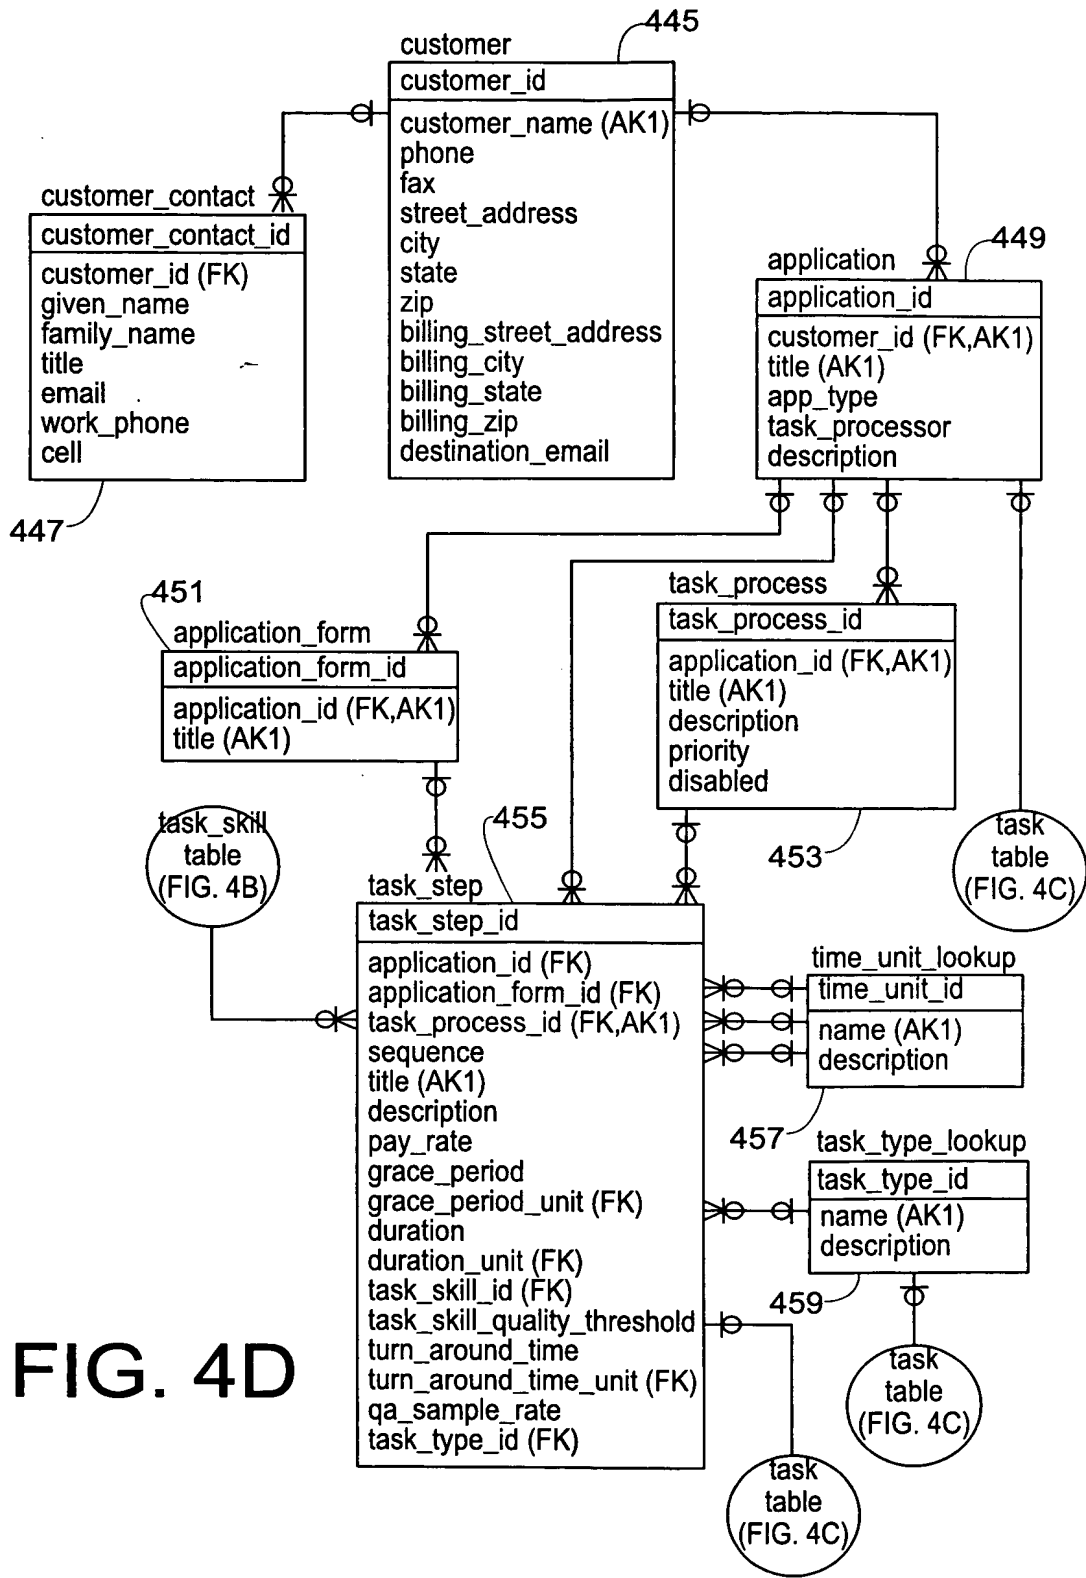 445
customer
customer_id
customer_name (AK1)
phone
fax
street_address
city
state
zip
billing_street_address
billing_city
billing_state
billing_zip
destination_email
customer_contact
customer_contact_id
customer_id (FK)
given_name
family_name
title
email
work_phone
cell
447
449
application
application_id
customer_id (FK,AK1)
title (AK1)
app_type
task_processor
description
451
application_form
application_form_id
application_id (FK,AK1)
title (AK1)
task_process
task_process_id
application_id (FK,AK1)
title (AK1)
description
priority
disabled
453
task
table
(FIG. 4C)
task_skill
table
(FIG. 4B)
455
task_step
task_step_id
application_id (FK)
application_form_id (FK)
task_process_id (FK,AK1)
sequence
title (AK1)
description
pay_rate
grace_period
grace_period_unit (FK)
duration
duration_unit (FK)
task_skill_id (FK)
task_skill_quality_threshold
turn_around_time
turn_around_time_unit (FK)
qa_sample_rate
task_type_id (FK)
time_unit_lookup
time_unit_id
name (AK1)
description
457
task_type_lookup
task_type_id
name (AK1)
description
459
task
table
(FIG. 4C)
task
table
(FIG. 4C)
FIG. 4D